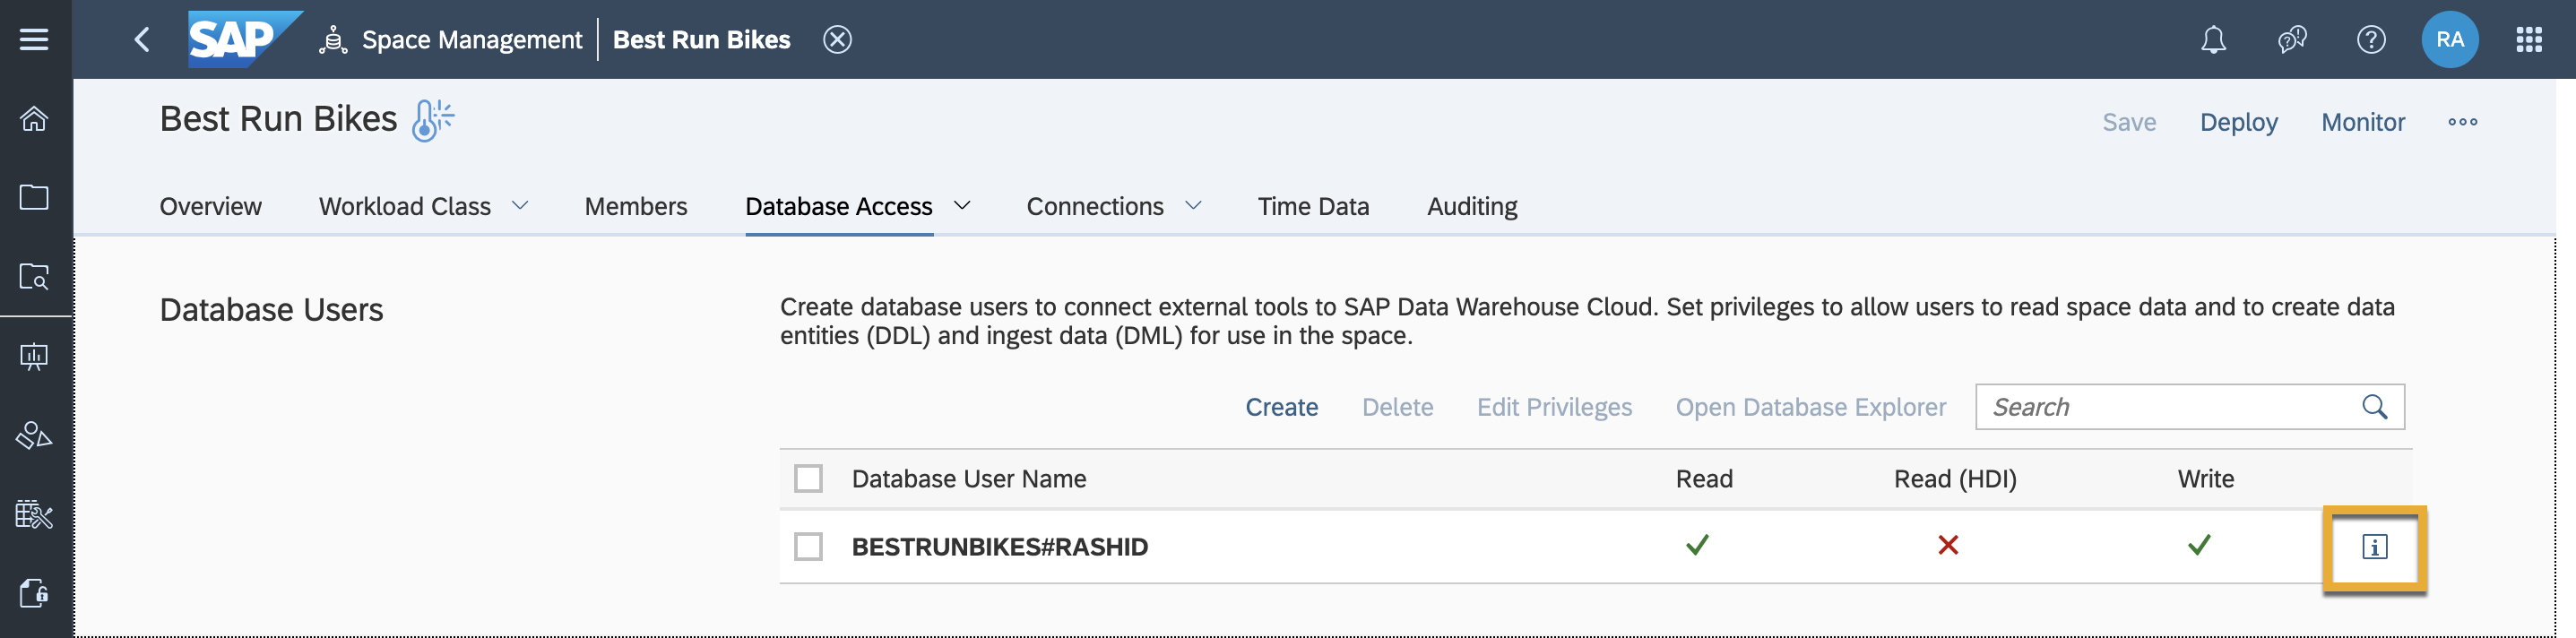 SAP Space Management Best Run Bikes RA
Best Run Bikes
Save Deploy Monitor
Overview Workload Class Members Database Access Connections Time Data Auditing
Database Users
Create database users to connect external tools to SAP Data Warehouse Cloud. Set privileges to allow users to read space data and to create data
entities (DDL) and ingest data (DML) for use in the space.
Create Delete Edit Privileges Open Database Explorer Search
Database User Name Read Read (HDI) Write
BESTRUNBIKES#RASHID